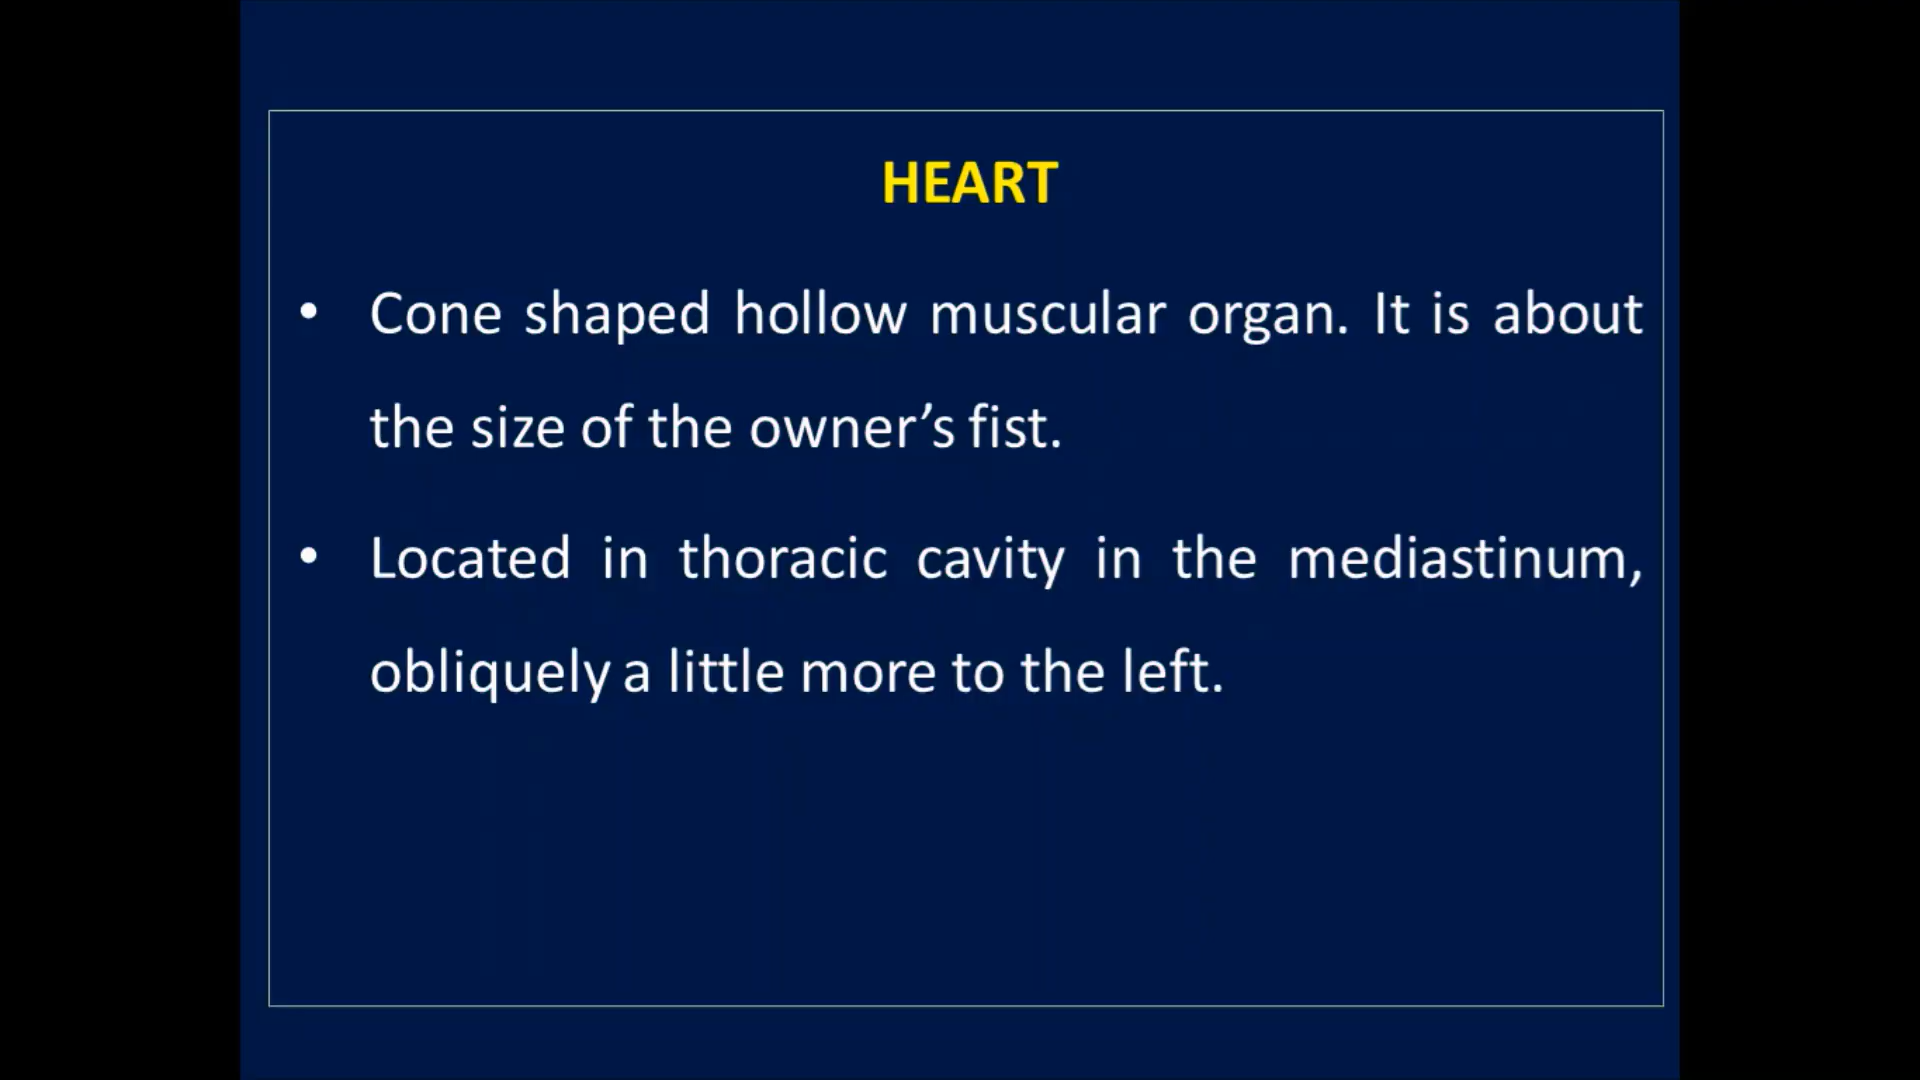 HEART
• Cone shaped hollow muscular organ. It is about
the size of the owner’s fist.
• Located in thoracic cavity in the mediastinum,
obliquely a little more to the left.